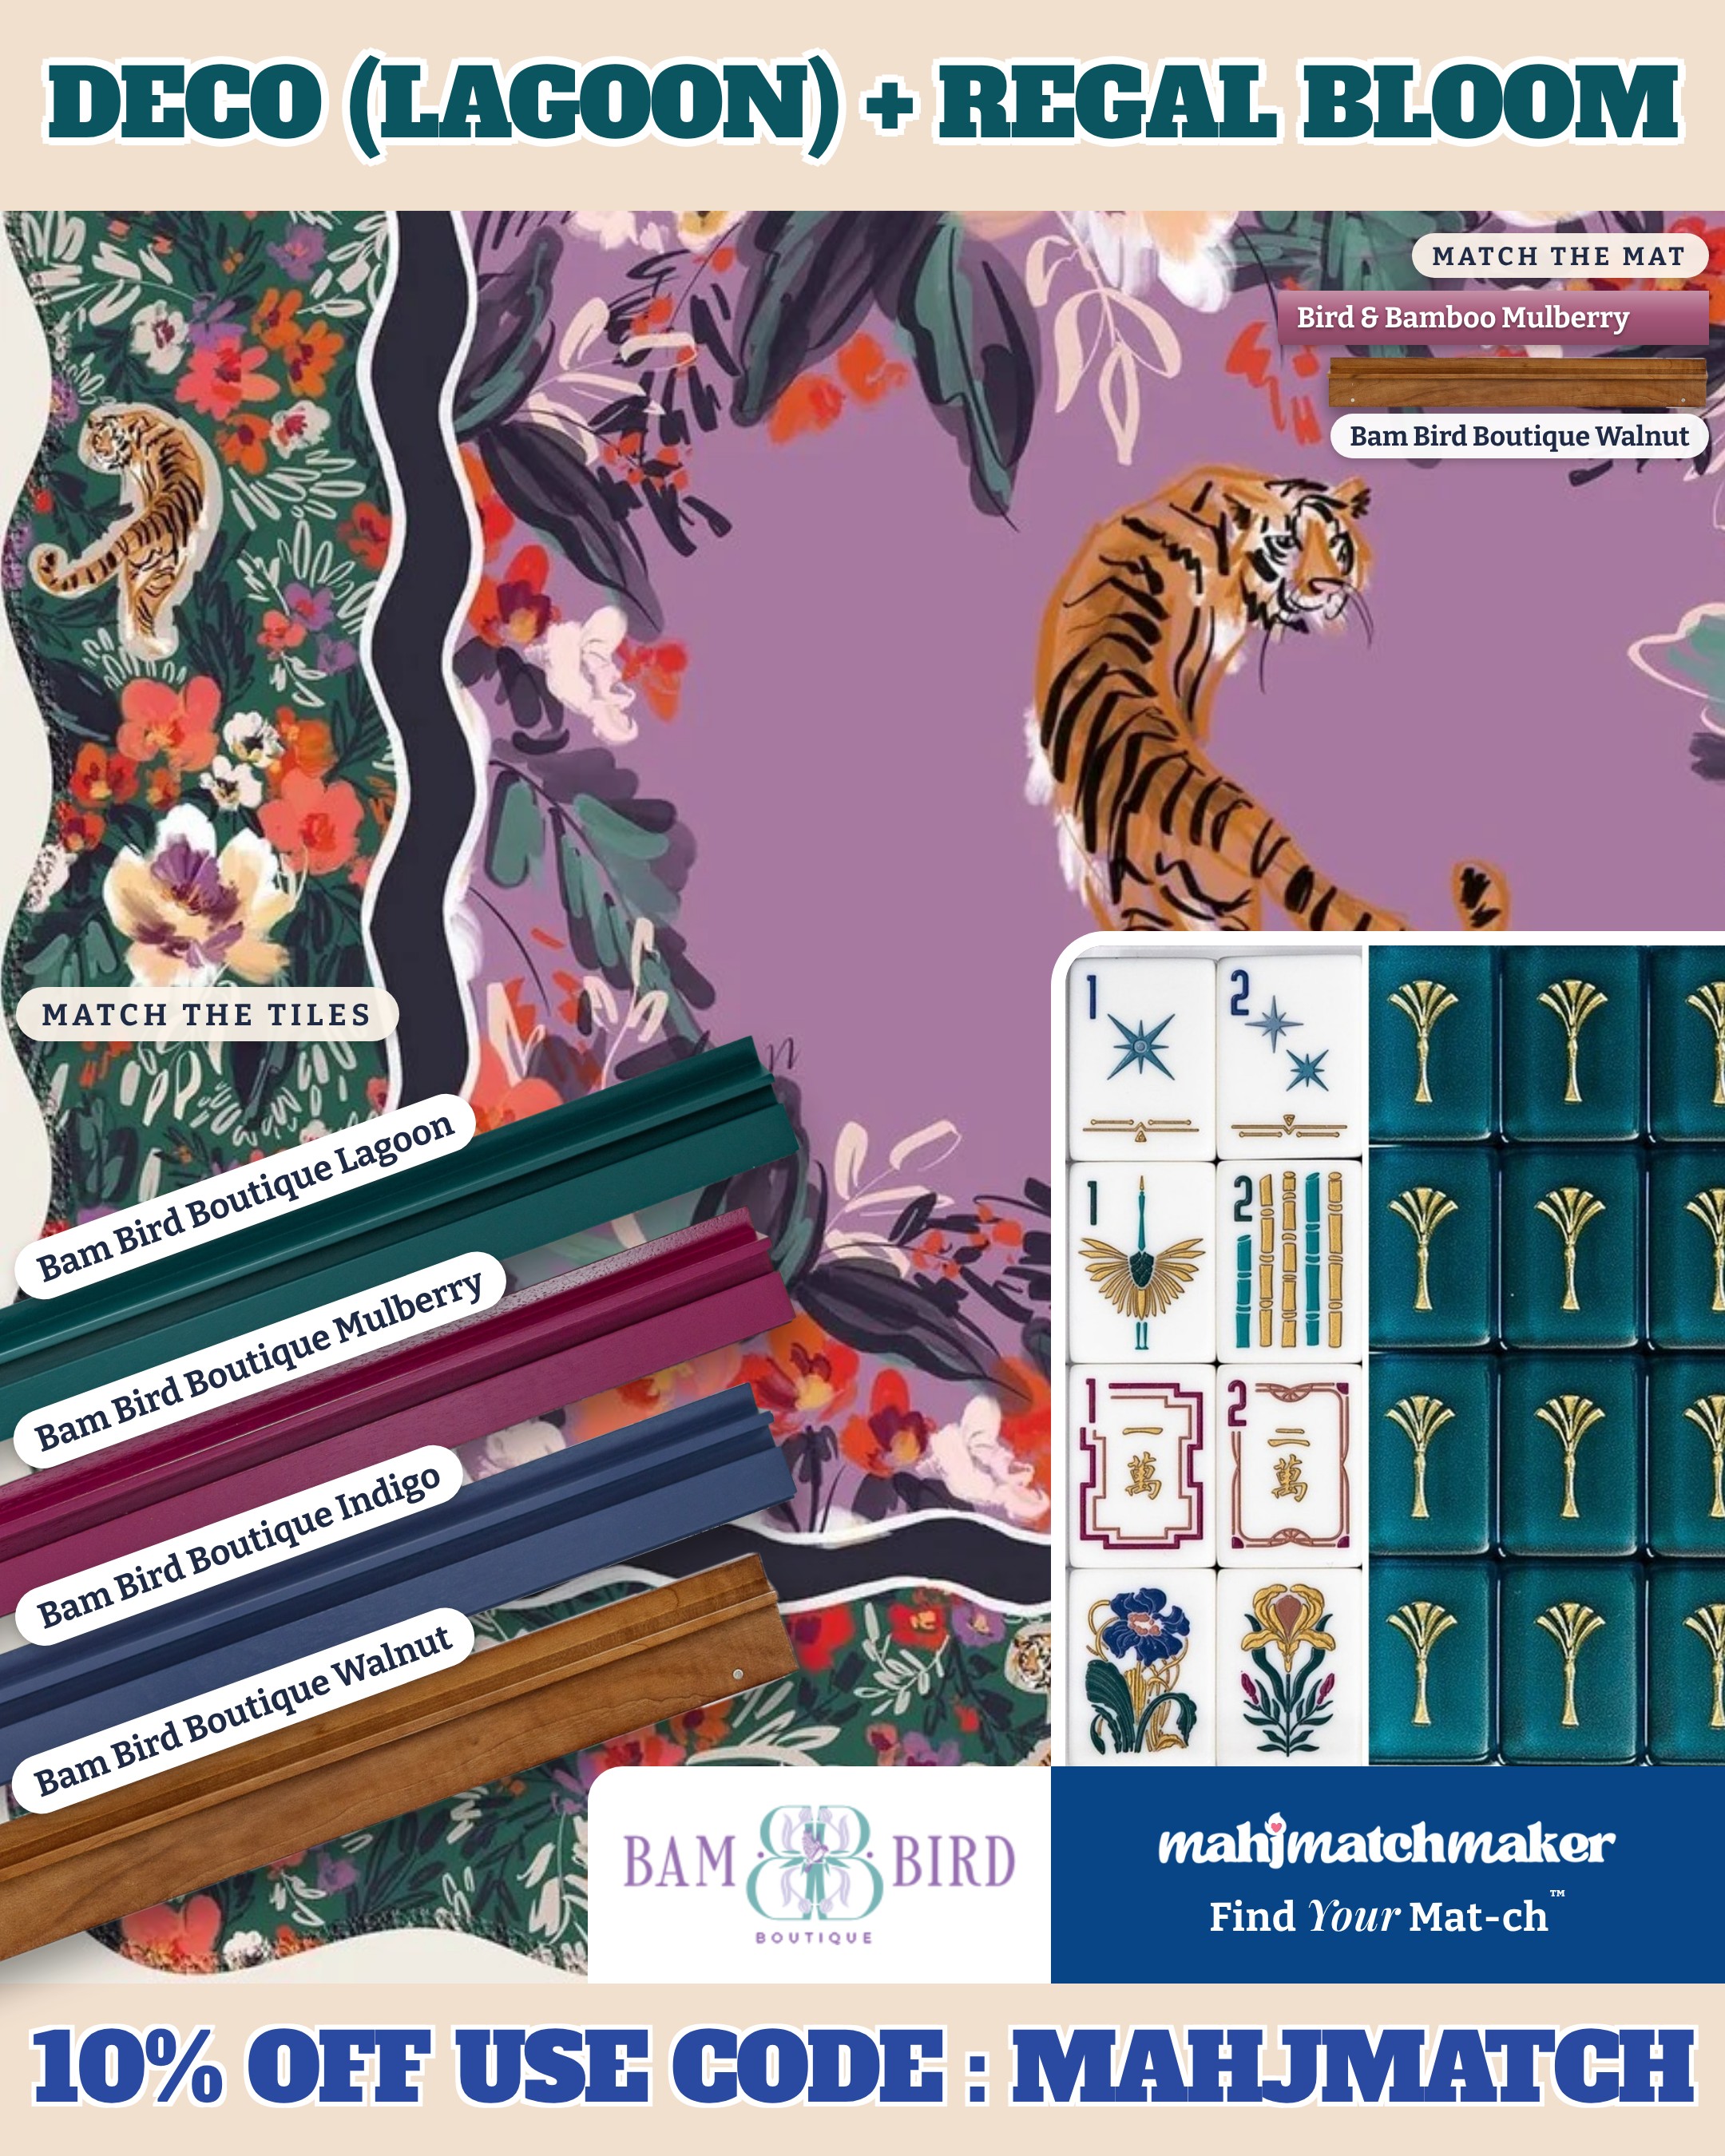 DECO (LAGOON) + REGAL BLOOM
MATCH THE MAT
Bird & Bamboo Mulberry
Bam Bird Boutique Walnut
MATCH THE TILES
Bam Bird Boutique Lagoon
Bam Bird Boutique Mulberry
Bam Bird Boutique Indigo
Bam Bird Boutique Walnut
1 2
1 2
1 一萬 2 二萬
BAM BIRD
BOUTIQUE
mahjmatchmaker
Find Your Mat-ch™
10% OFF USE CODE : MAHJMATCH